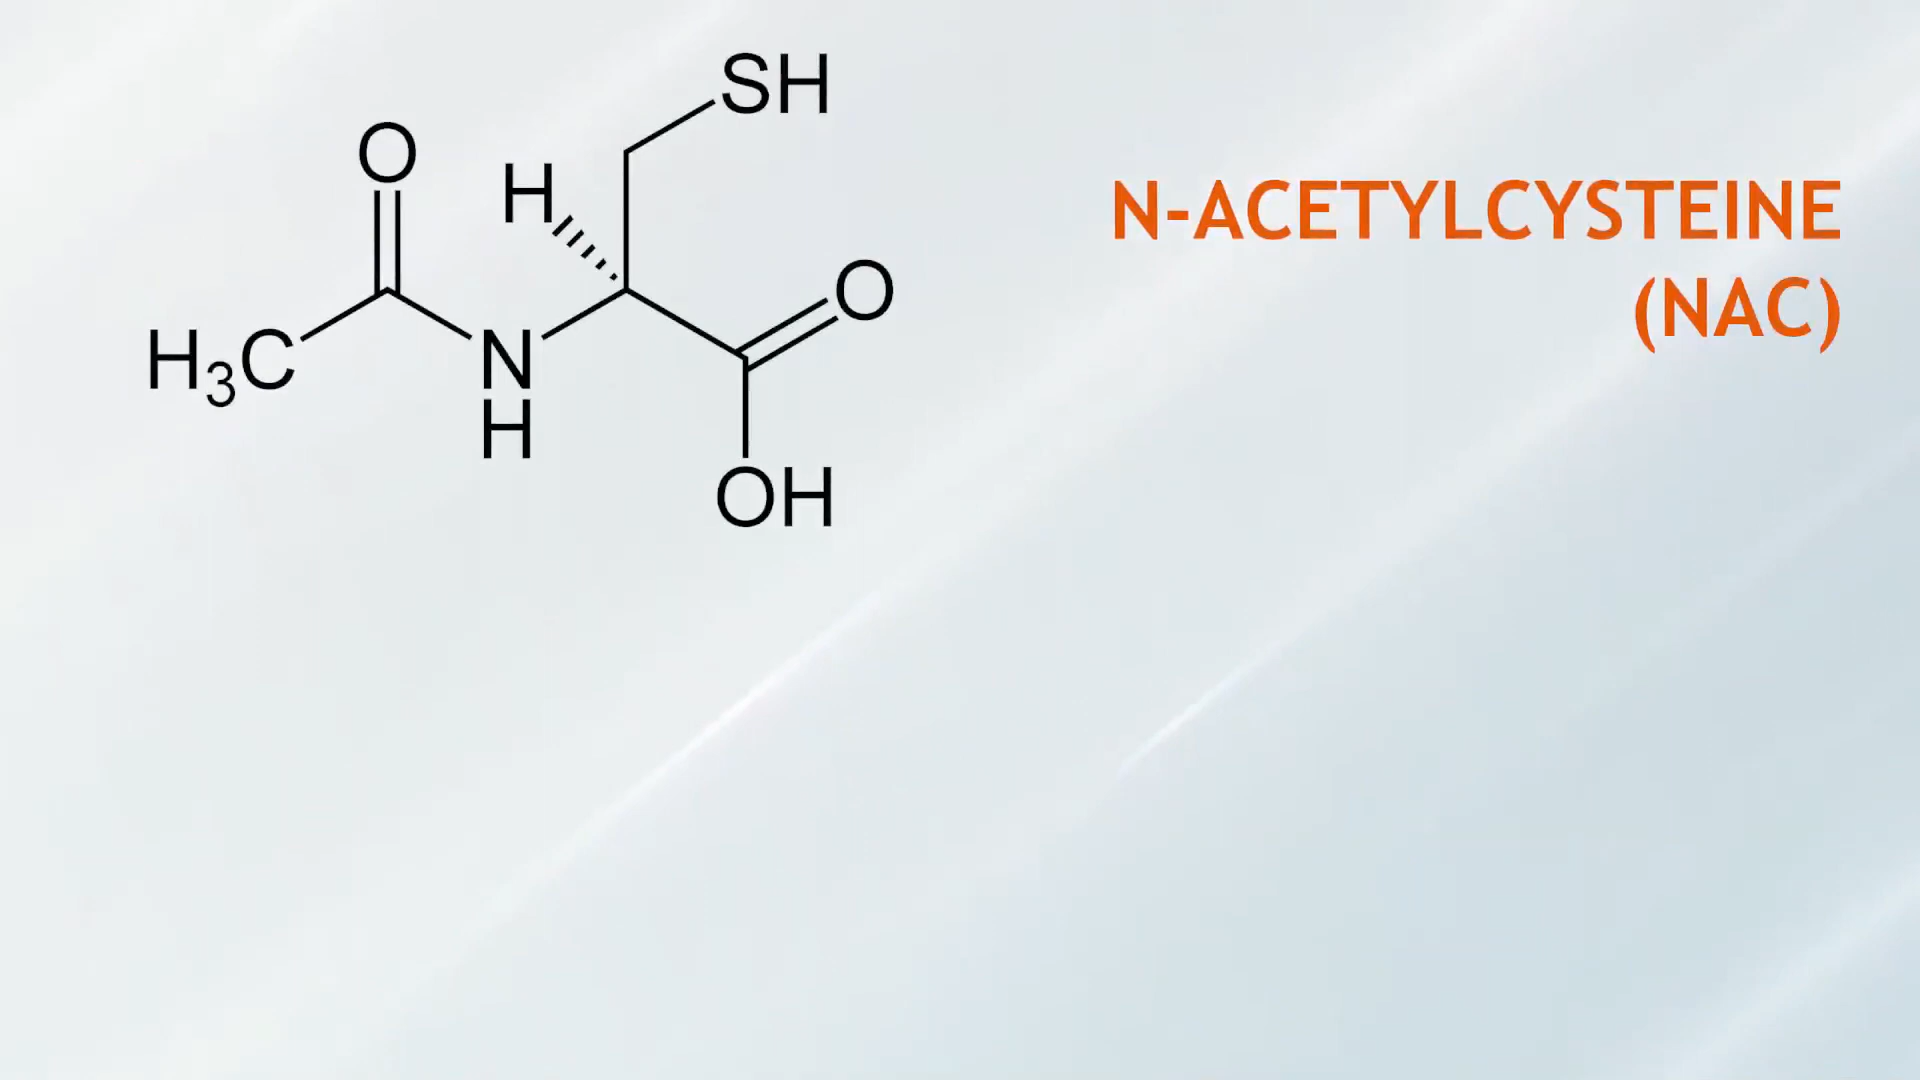 SH
O
H
O
H₃C
N
H
OH
N-ACETYLCYSTEINE
(NAC)